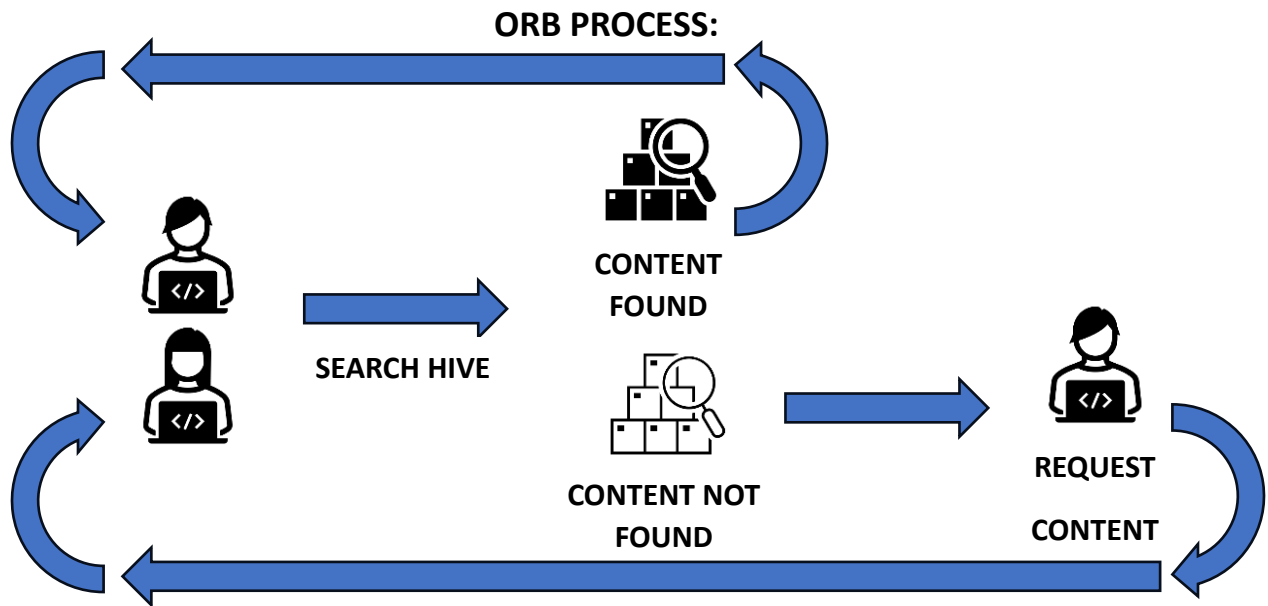 ORB PROCESS:
</>
CONTENT
FOUND
SEARCH HIVE
</>
</>
CONTENT NOT
FOUND
REQUEST
CONTENT